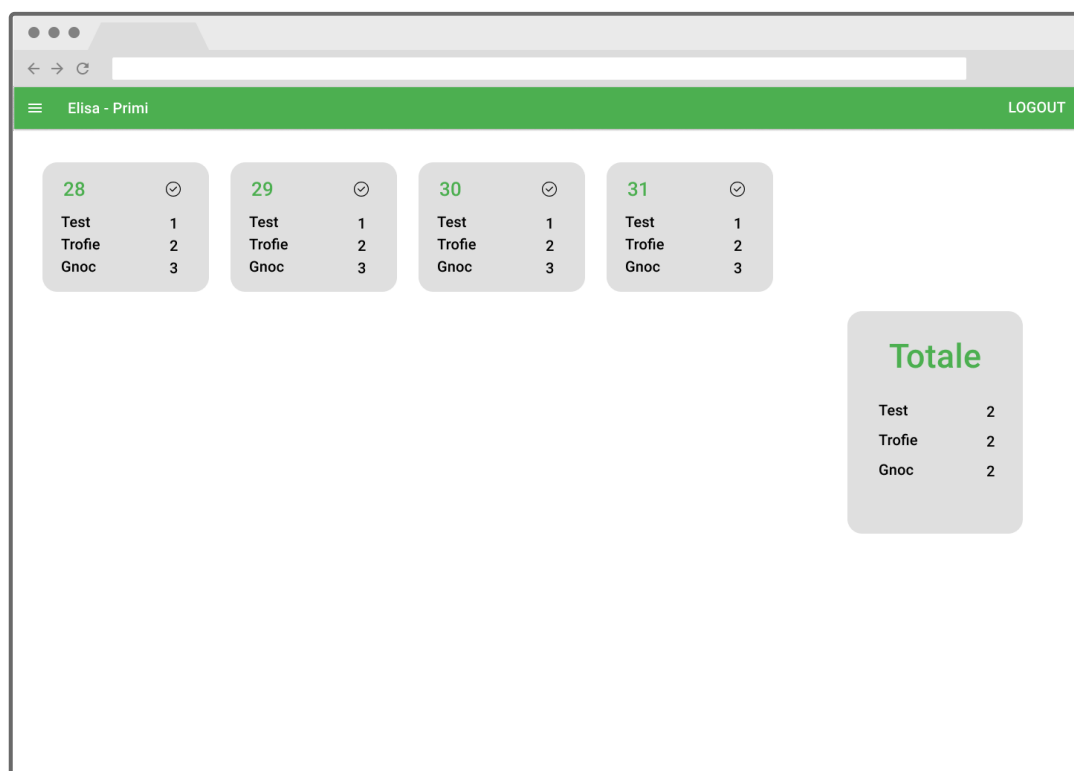 Elisa - Primi LOGOUT
28
Test 1
Trofie 2
Gnoc 3
29
Test 1
Trofie 2
Gnoc 3
30
Test 1
Trofie 2
Gnoc 3
31
Test 1
Trofie 2
Gnoc 3
Totale
Test 2
Trofie 2
Gnoc 2